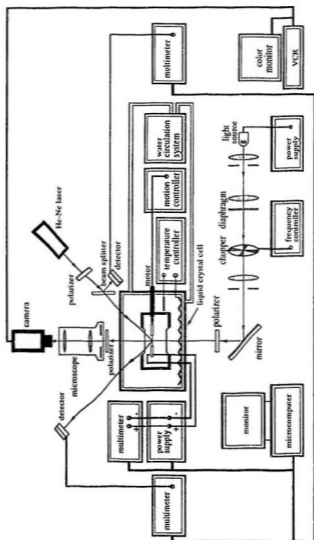 camera
He-Ne laser
polarizer
beam splitter
detector
multimeter
color
monitor
VCR
water
circulation
system
motion
controller
temperature
controller
motor
liquid crystal cell
light
source
diaphragm
chopper
power
supply
frequency
controller
polarizer
mirror
microscope
polarizer
detector
multimeter
+
-
power
supply
+
-
multimeter
monitor
microcomputer